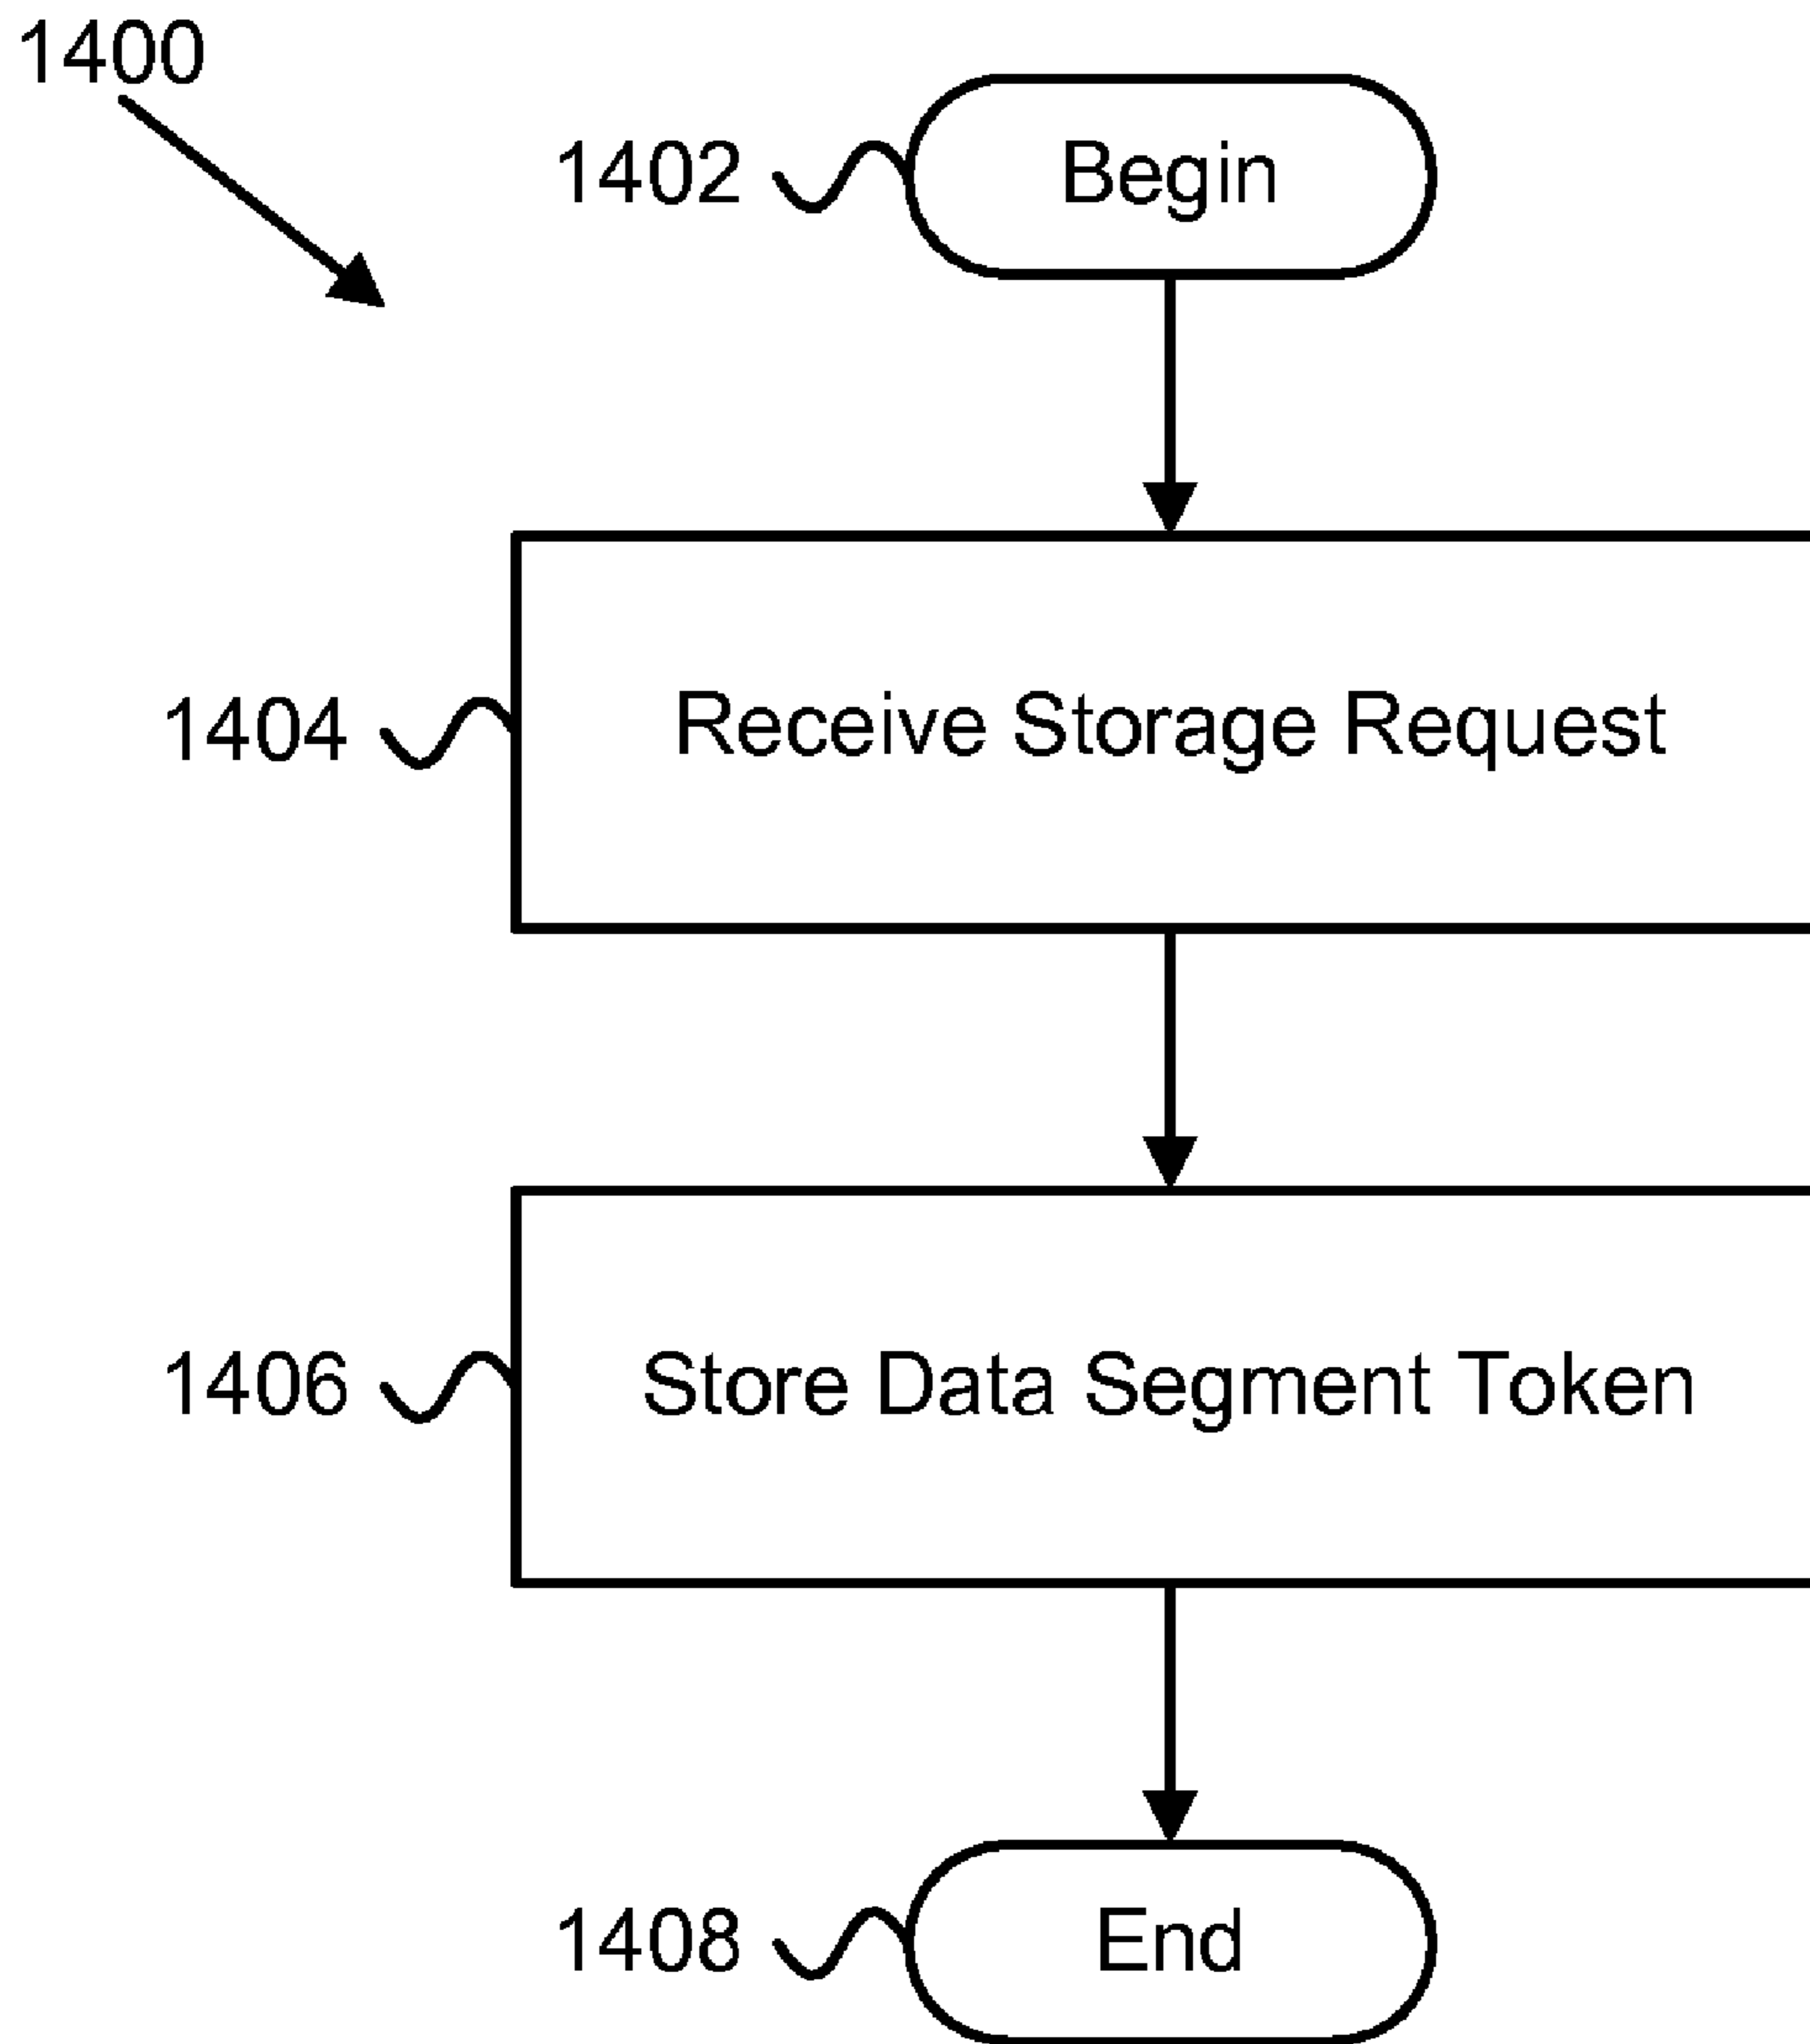 1400
1402 Begin
1404 Receive Storage Request
1406 Store Data Segment Token
1408 End